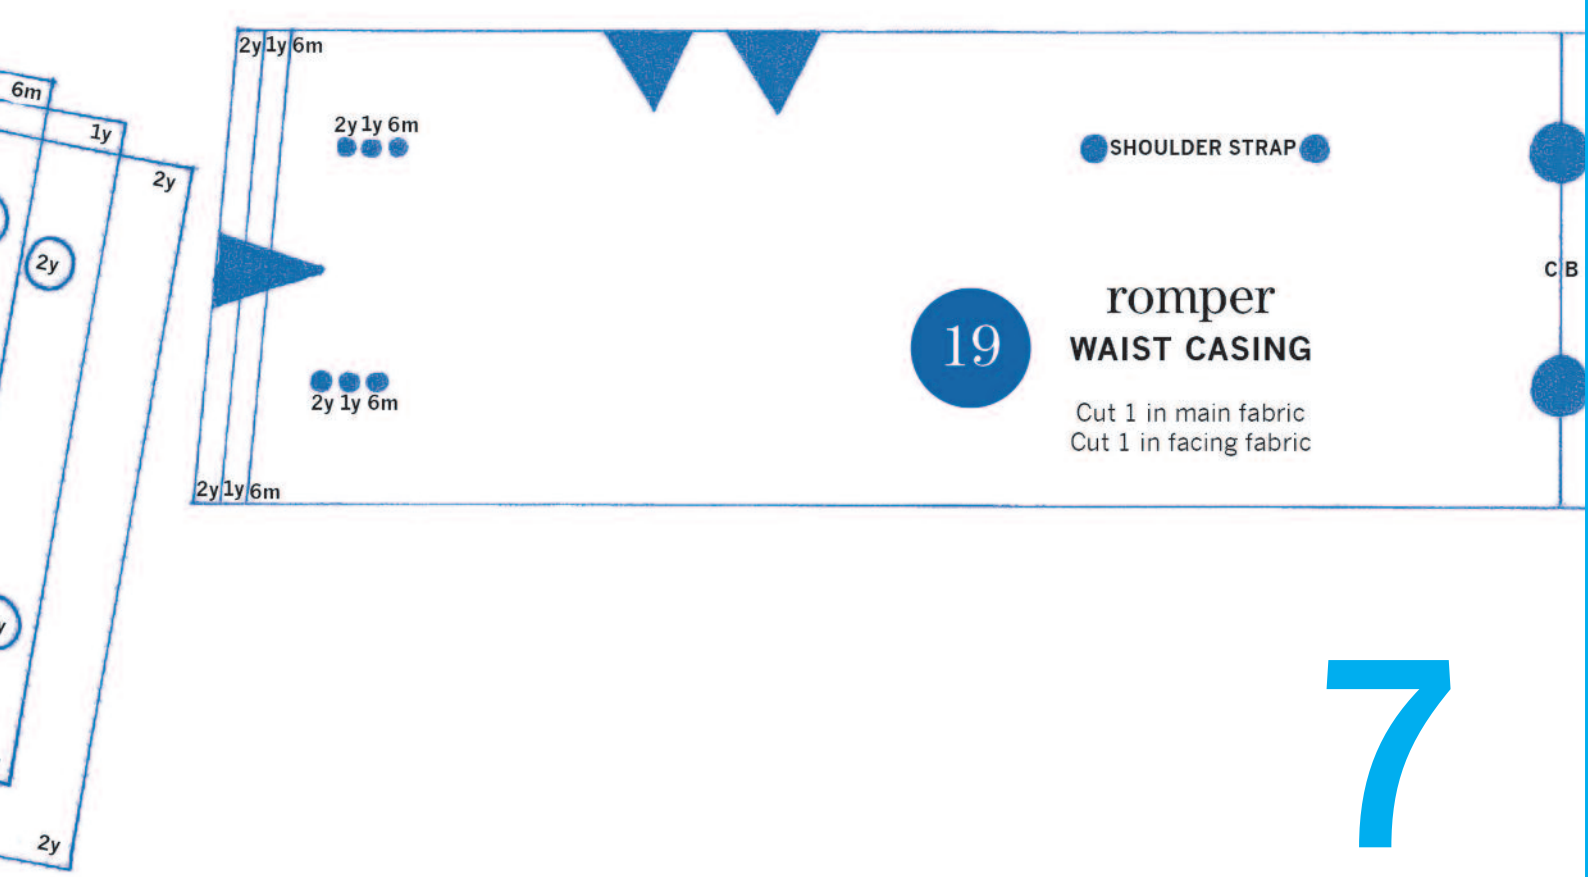 2y 1y 6m
6m
1y
2y
2y 1y 6m
SHOULDER STRAP
2y
C B
romper
19
WAIST CASING
2y 1y 6m
Cut 1 in main fabric
Cut 1 in facing fabric
2y 1y 6m
7
2y